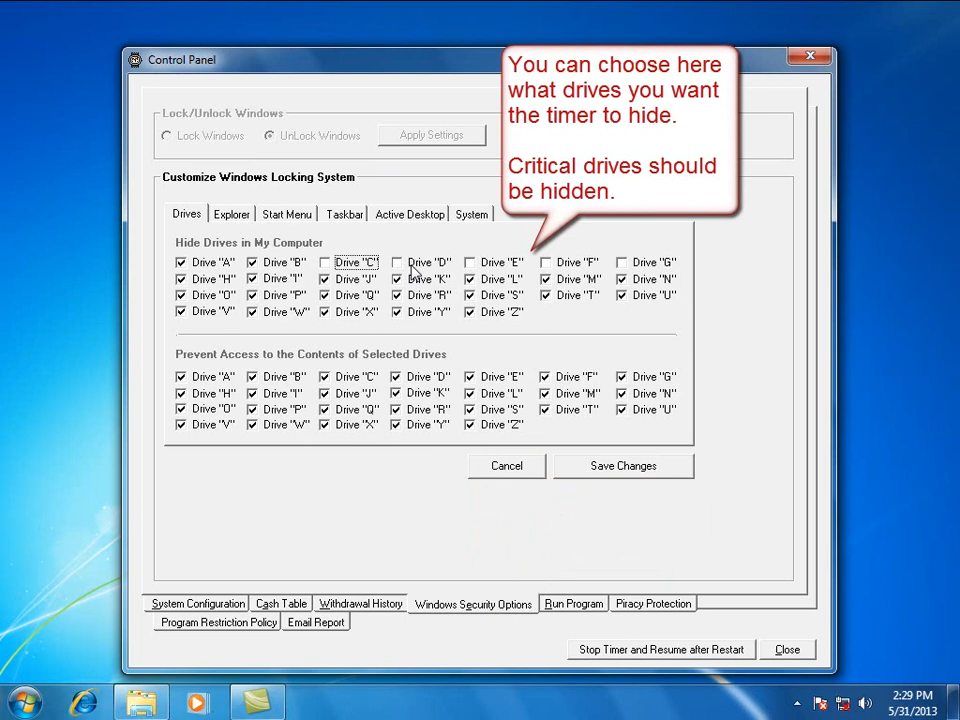 Control Panel
You can choose here
what drives you want
the timer to hide.
Critical drives should
be hidden.
Lock/Unlock Windows
Lock Windows UnLock Windows Apply Settings
Customize Windows Locking System
Drives Explorer Start Menu Taskbar Active Desktop System
Hide Drives in My Computer
Drive "A" Drive "B" Drive "C" Drive "D" Drive "E" Drive "F" Drive "G"
Drive "H" Drive "I" Drive "J" Drive "K" Drive "L" Drive "M" Drive "N"
Drive "O" Drive "P" Drive "Q" Drive "R" Drive "S" Drive "T" Drive "U"
Drive "V" Drive "W" Drive "X" Drive "Y" Drive "Z"
Prevent Access to the Contents of Selected Drives
Drive "A" Drive "B" Drive "C" Drive "D" Drive "E" Drive "F" Drive "G"
Drive "H" Drive "I" Drive "J" Drive "K" Drive "L" Drive "M" Drive "N"
Drive "O" Drive "P" Drive "Q" Drive "R" Drive "S" Drive "T" Drive "U"
Drive "V" Drive "W" Drive "X" Drive "Y" Drive "Z"
Cancel Save Changes
System Configuration Cash Table Withdrawal History Windows Security Options Run Program Piracy Protection
Program Restriction Policy Email Report
Stop Timer and Resume after Restart Close
2:29 PM
5/31/2013